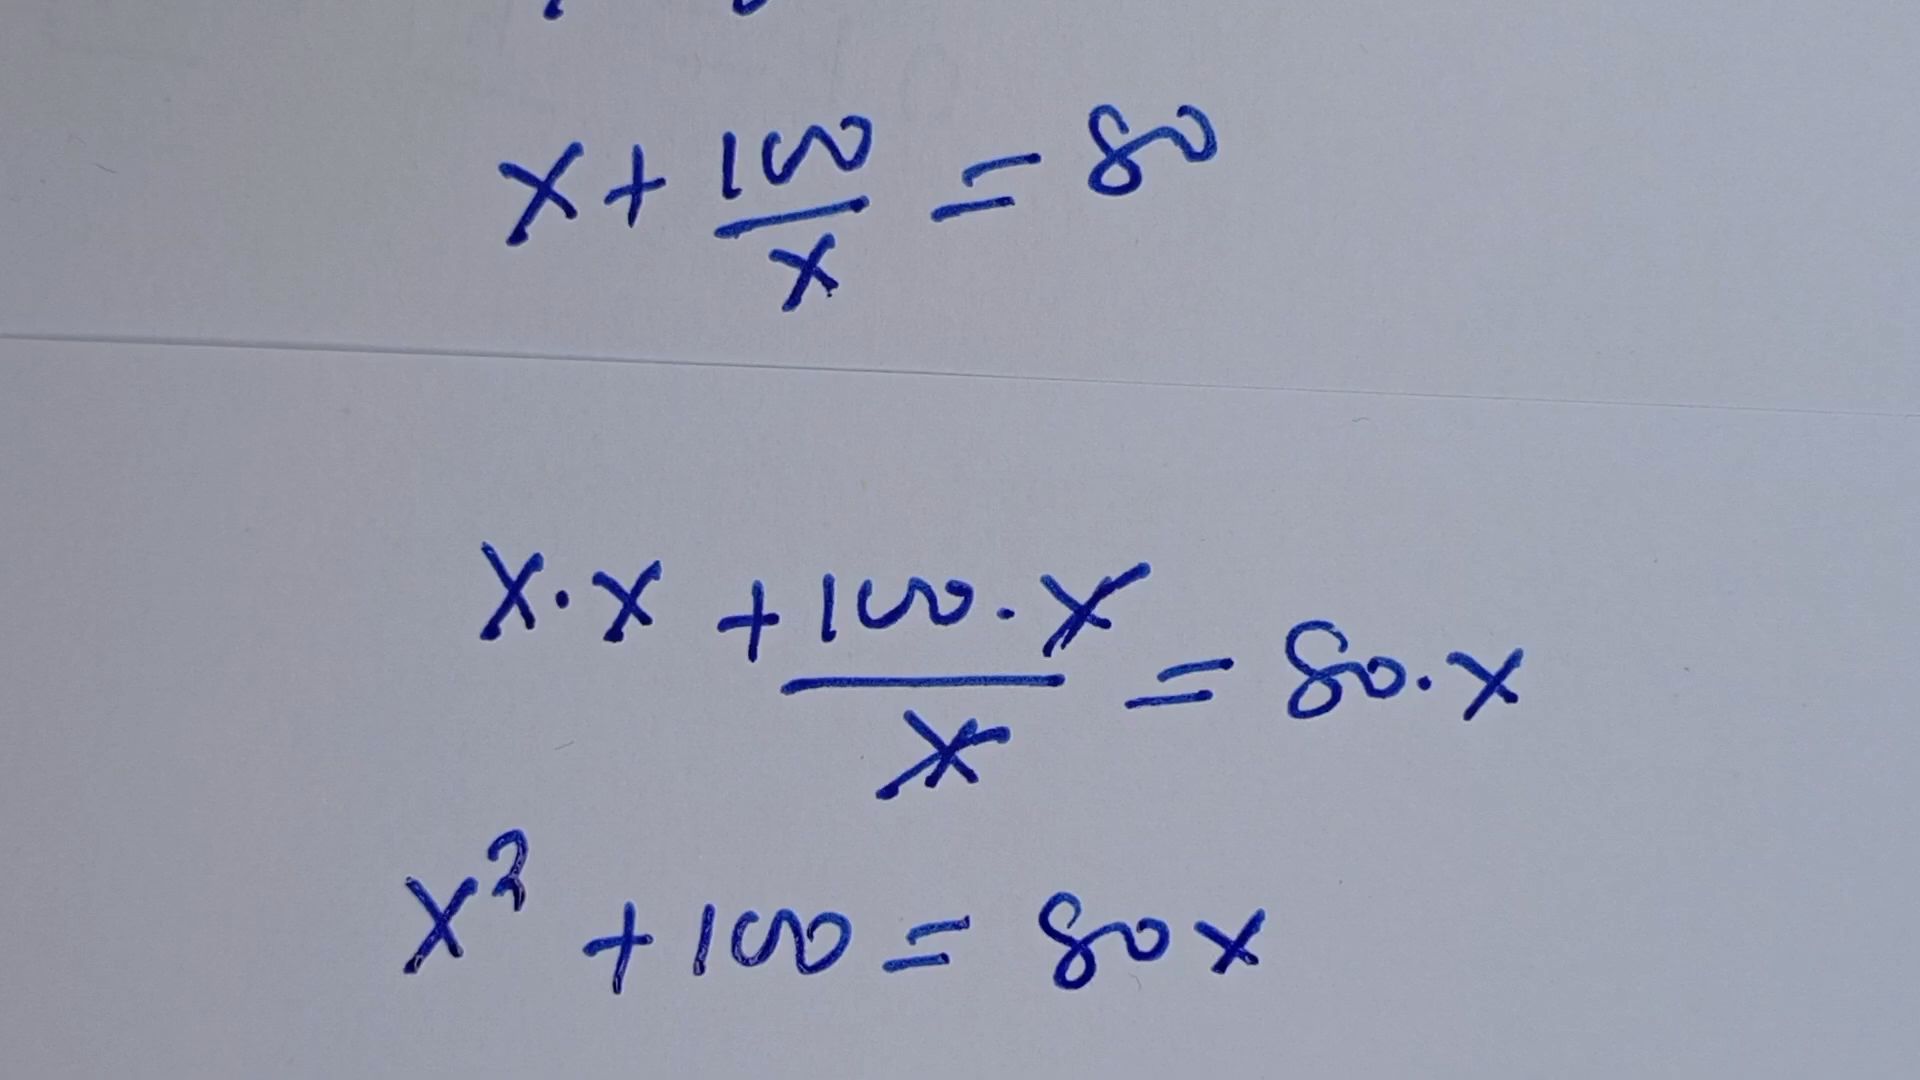 x + 100/x = 80
x·x + 100·x/x = 80·x
x² + 100 = 80x